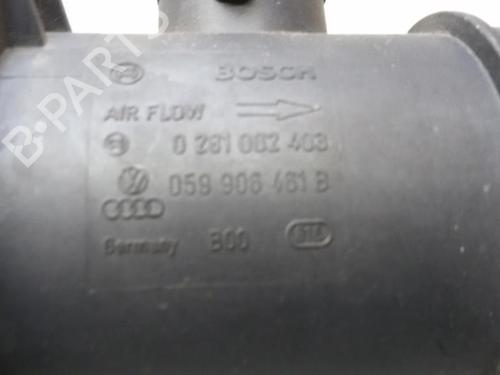 BOSCH
AIR FLOW
0 281 002 403
059 906 461 B
Germany B00
B-PARTS